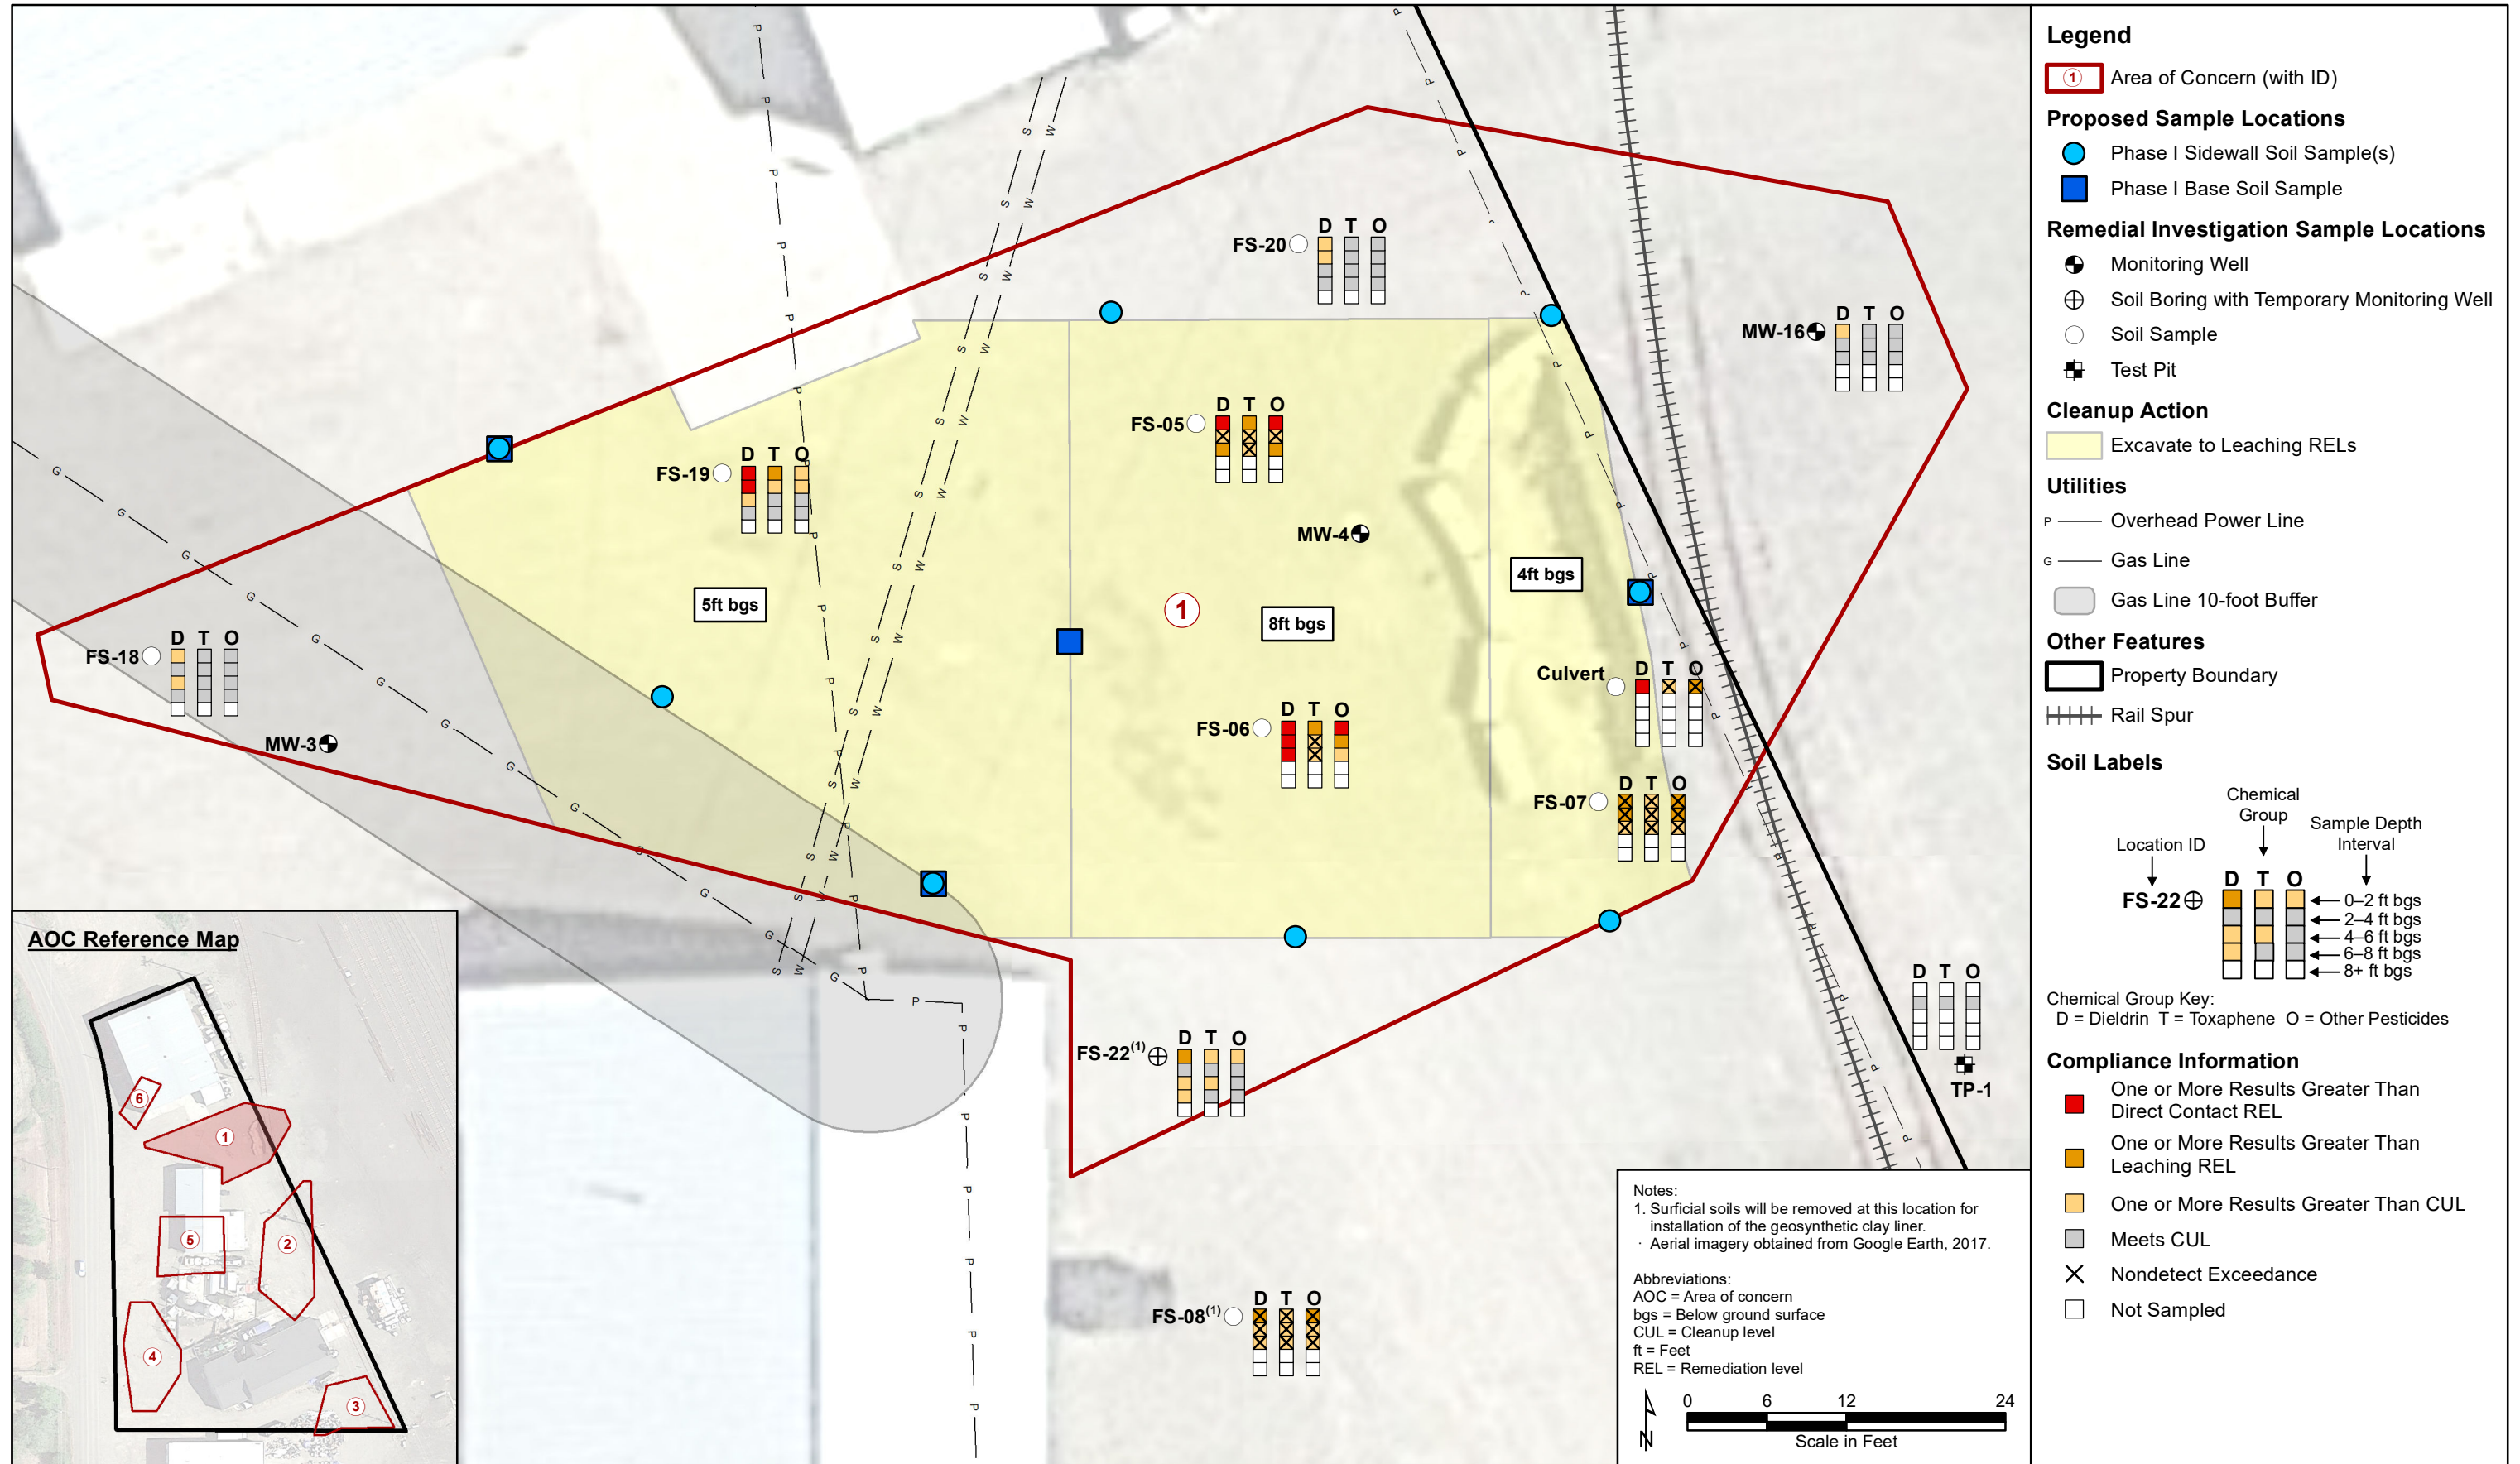 FS-20
D T O
MW-16
D T O
FS-05
D T O
FS-19
D T O
MW-4
5ft bgs
1
8ft bgs
4ft bgs
FS-18
D T O
MW-3
Culvert
D T O
FS-06
D T O
FS-07
D T O
FS-22(1)
D T O
D T O
TP-1
FS-08(1)
D T O
P
S
W
G
AOC Reference Map
6
1
5
2
4
3
Notes:
1. Surficial soils will be removed at this location for
installation of the geosynthetic clay liner.
· Aerial imagery obtained from Google Earth, 2017.
Abbreviations:
AOC = Area of concern
bgs = Below ground surface
CUL = Cleanup level
ft = Feet
REL = Remediation level
N
0 6 12 24
Scale in Feet
Legend
1 Area of Concern (with ID)
Proposed Sample Locations
Phase I Sidewall Soil Sample(s)
Phase I Base Soil Sample
Remedial Investigation Sample Locations
Monitoring Well
Soil Boring with Temporary Monitoring Well
Soil Sample
Test Pit
Cleanup Action
Excavate to Leaching RELs
Utilities
P Overhead Power Line
G Gas Line
Gas Line 10-foot Buffer
Other Features
Property Boundary
Rail Spur
Soil Labels
Chemical
Group
Sample Depth
Interval
Location ID
D T O
FS-22
0–2 ft bgs
2–4 ft bgs
4–6 ft bgs
6–8 ft bgs
8+ ft bgs
Chemical Group Key:
D = Dieldrin T = Toxaphene O = Other Pesticides
Compliance Information
One or More Results Greater Than
Direct Contact REL
One or More Results Greater Than
Leaching REL
One or More Results Greater Than CUL
Meets CUL
Nondetect Exceedance
Not Sampled